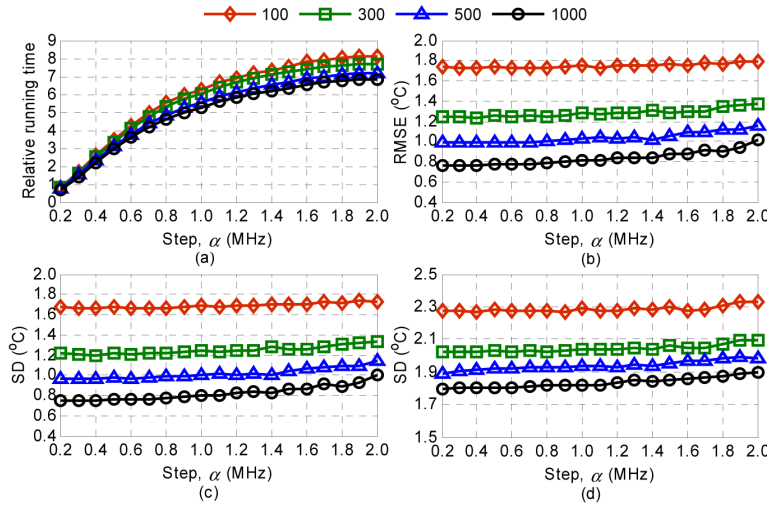 100 300 500 1000
Relative running time
9
8
7
6
5
4
3
2
1
0
0.2 0.4 0.6 0.8 1.0 1.2 1.4 1.6 1.8 2.0
Step, α (MHz)
(a)
RMSE (°C)
2.0
1.8
1.6
1.4
1.2
1.0
0.8
0.6
0.4
0.2 0.4 0.6 0.8 1.0 1.2 1.4 1.6 1.8 2.0
Step, α (MHz)
(b)
SD (°C)
2.0
1.8
1.6
1.4
1.2
1.0
0.8
0.6
0.4
0.2 0.4 0.6 0.8 1.0 1.2 1.4 1.6 1.8 2.0
Step, α (MHz)
(c)
SD (°C)
2.5
2.3
2.1
1.9
1.7
1.5
0.2 0.4 0.6 0.8 1.0 1.2 1.4 1.6 1.8 2.0
Step, α (MHz)
(d)